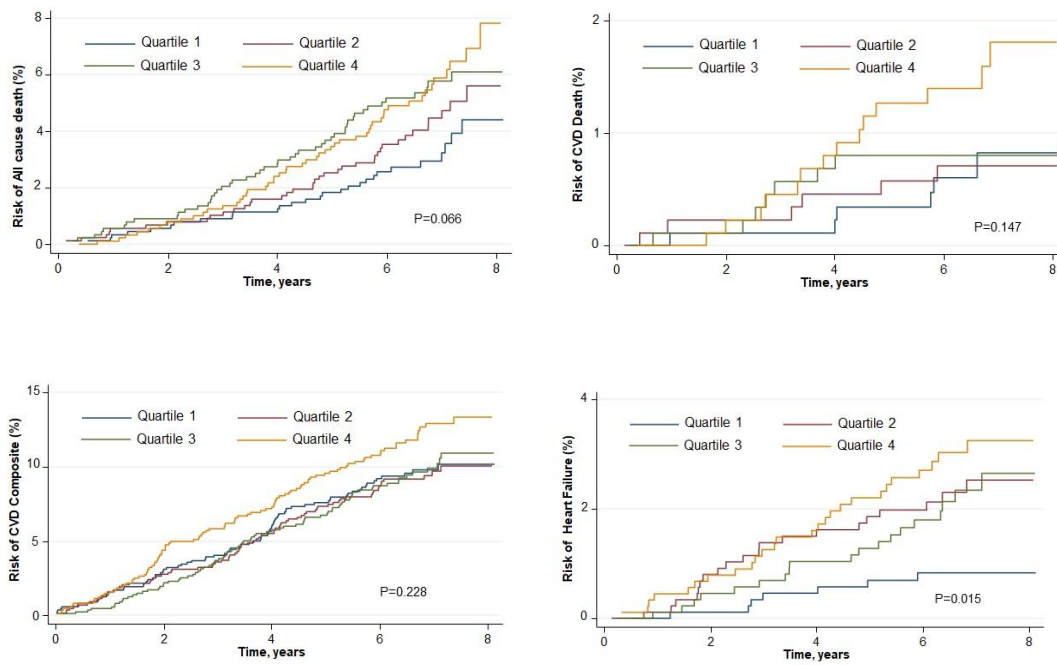 Risk of All cause death (%)
8
6
4
2
0
Quartile 1 Quartile 2
Quartile 3 Quartile 4
P=0.066
0 2 4 6 8
Time, years
Risk of CVD Death (%)
2
1
0
Quartile 1 Quartile 2
Quartile 3 Quartile 4
P=0.147
0 2 4 6 8
Time, years
Risk of CVD Composite (%)
15
10
5
0
Quartile 1 Quartile 2
Quartile 3 Quartile 4
P=0.228
0 2 4 6 8
Time, years
Risk of Heart Failure (%)
4
2
0
Quartile 1 Quartile 2
Quartile 3 Quartile 4
P=0.015
0 2 4 6 8
Time, years